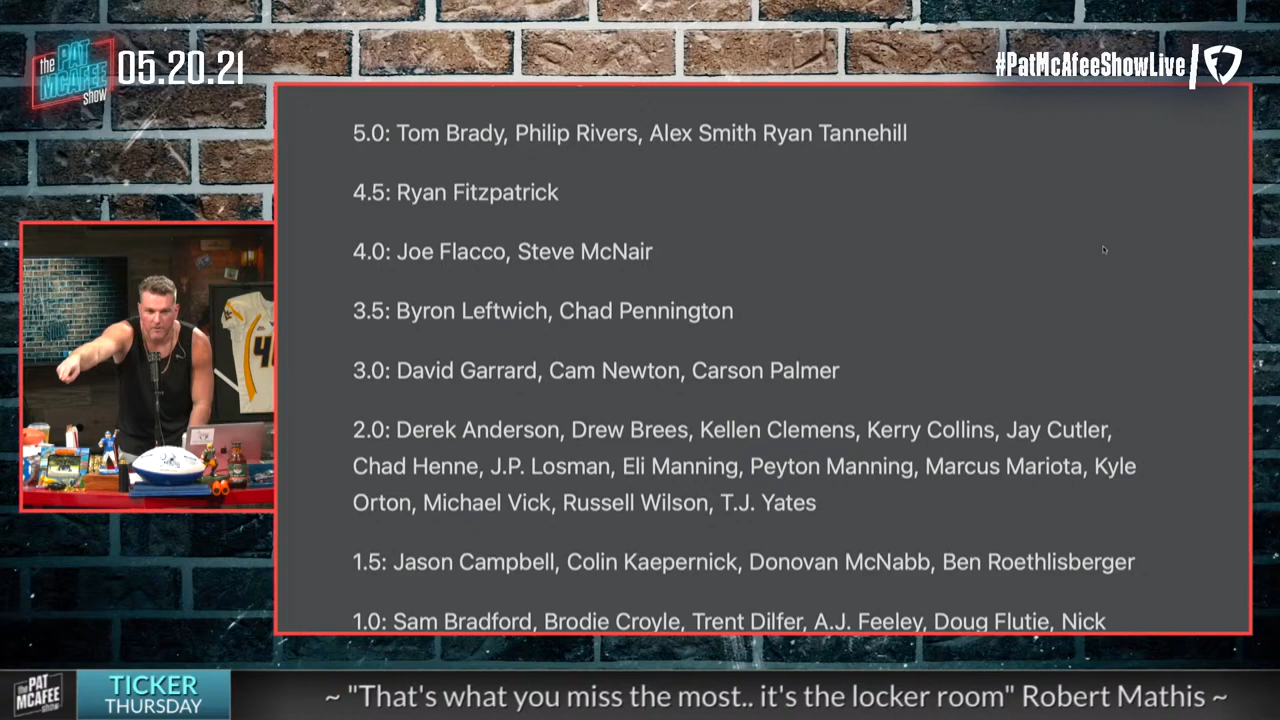 the PAT MCAFEE show
05.20.21
#PatMcAfeeShowLive
5.0: Tom Brady, Philip Rivers, Alex Smith Ryan Tannehill
4.5: Ryan Fitzpatrick
4.0: Joe Flacco, Steve McNair
3.5: Byron Leftwich, Chad Pennington
3.0: David Garrard, Cam Newton, Carson Palmer
2.0: Derek Anderson, Drew Brees, Kellen Clemens, Kerry Collins, Jay Cutler,
Chad Henne, J.P. Losman, Eli Manning, Peyton Manning, Marcus Mariota, Kyle
Orton, Michael Vick, Russell Wilson, T.J. Yates
1.5: Jason Campbell, Colin Kaepernick, Donovan McNabb, Ben Roethlisberger
1.0: Sam Bradford, Brodie Croyle, Trent Dilfer, A.J. Feeley, Doug Flutie, Nick
the PAT MCAFEE show
TICKER
THURSDAY
~ "That's what you miss the most.. it's the locker room" Robert Mathis ~